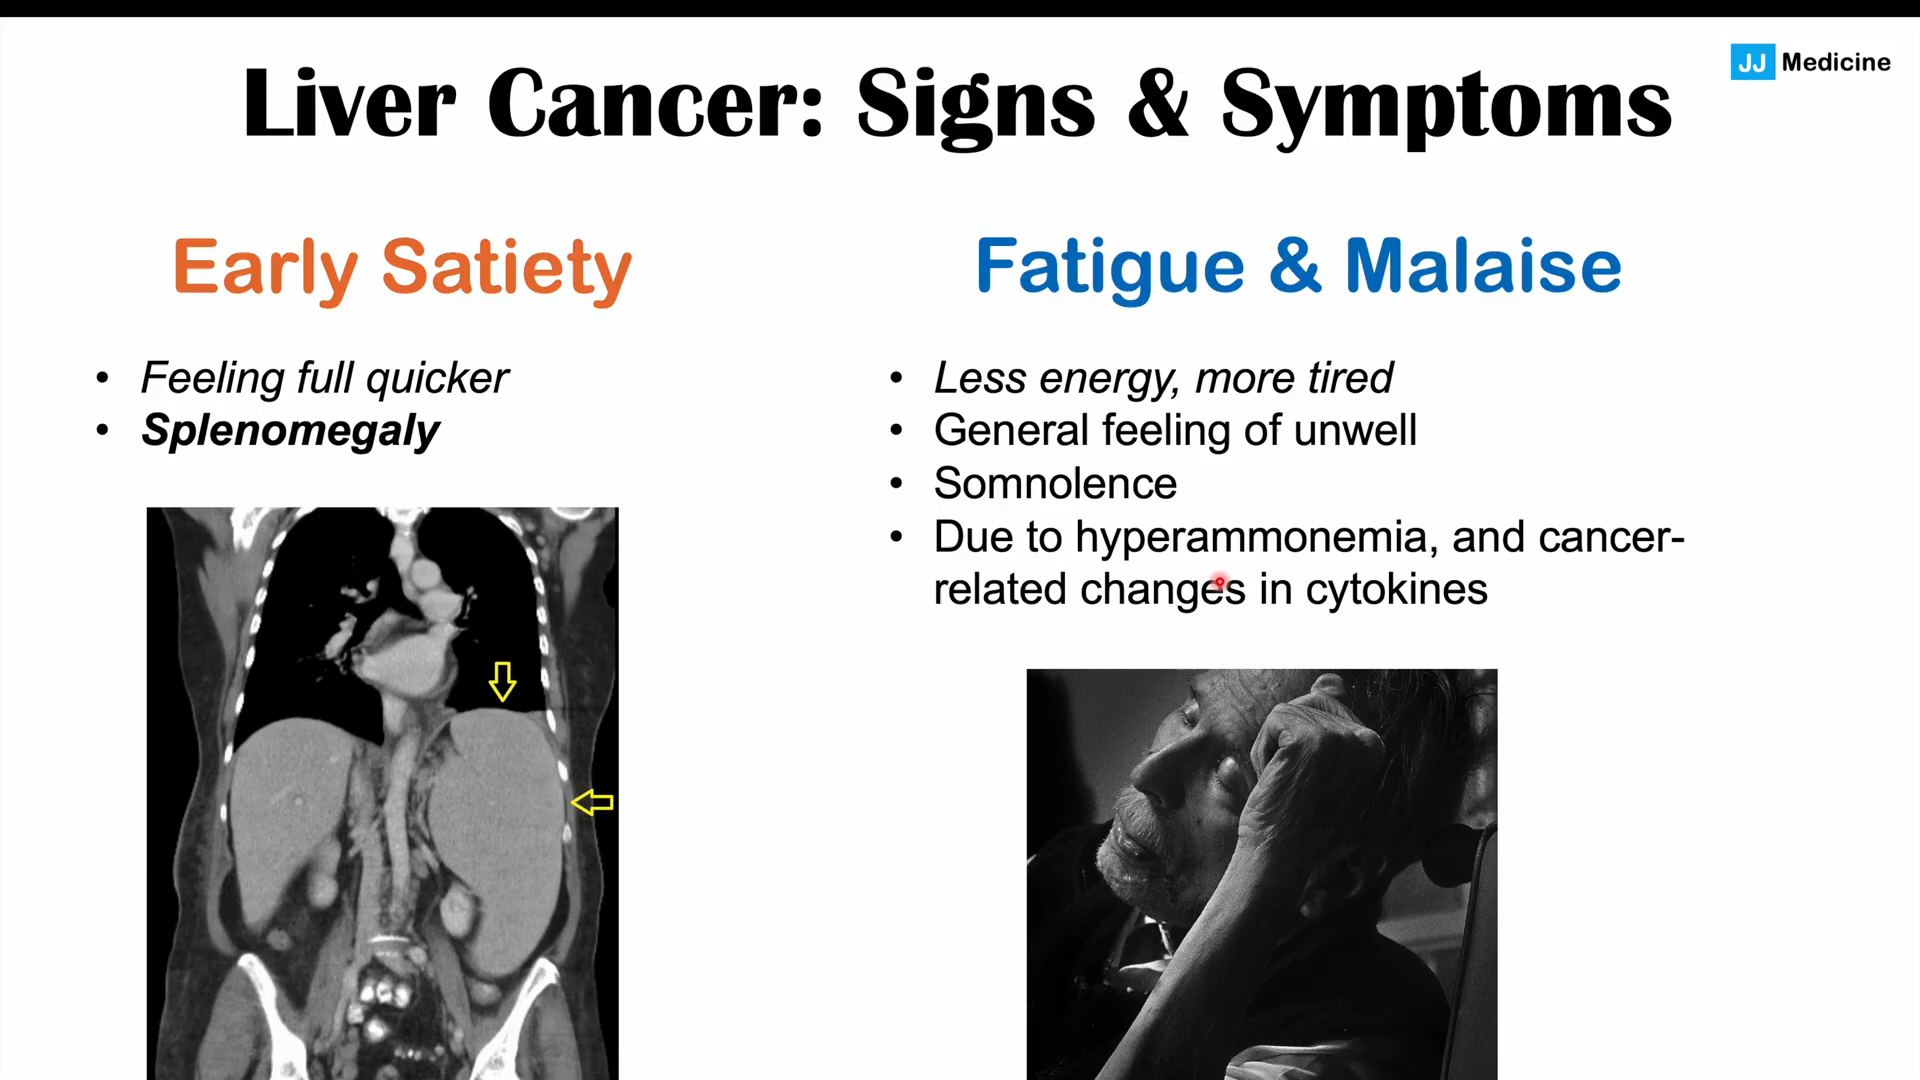 JJ Medicine
Liver Cancer: Signs & Symptoms
Early Satiety
• Feeling full quicker
• Splenomegaly
Fatigue & Malaise
• Less energy, more tired
• General feeling of unwell
• Somnolence
• Due to hyperammonemia, and cancer-
related changes in cytokines